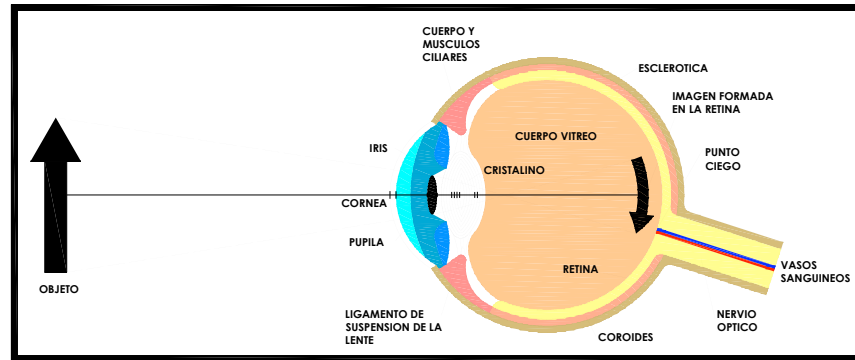 CUERPO Y
MUSCULOS
CILIARES
ESCLEROTICA
IMAGEN FORMADA
EN LA RETINA
IRIS
CUERPO VITREO
PUNTO
CIEGO
CRISTALINO
CORNEA
PUPILA
OBJETO
RETINA
VASOS
SANGUINEOS
LIGAMENTO DE
SUSPENSION DE LA
LENTE
COROIDES
NERVIO
OPTICO